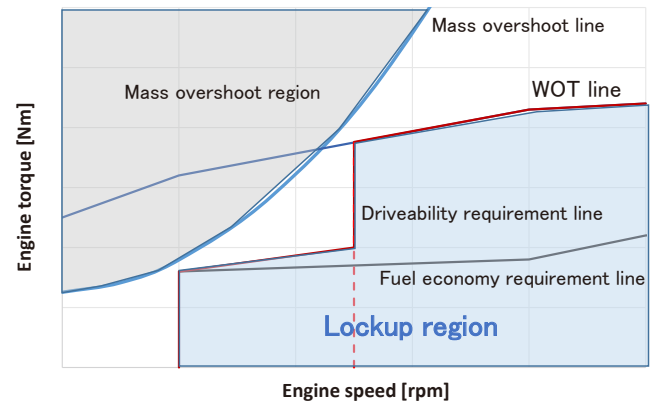 Mass overshoot line
WOT line
Mass overshoot region
Engine torque [Nm]
Driveability requirement line
Fuel economy requirement line
Lockup region
Engine speed [rpm]